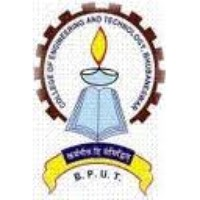 COLLEGE OF ENGINEERING AND TECHNOLOGY, BHUBANESWAR
B. P. U. T.